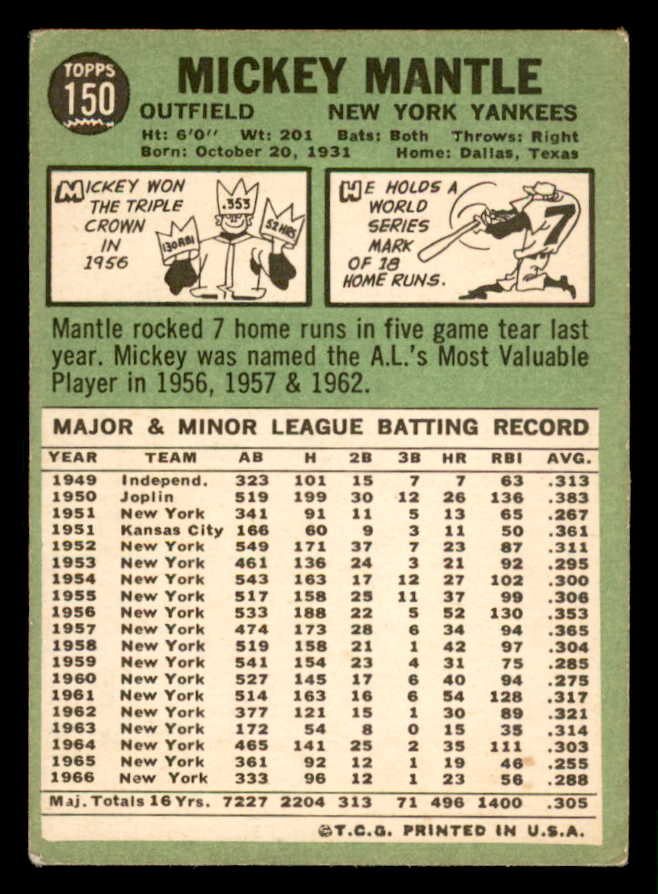 TOPPS
150
MICKEY MANTLE
OUTFIELD NEW YORK YANKEES
Ht: 6'0" Wt: 201 Bats: Both Throws: Right
Born: October 20, 1931 Home: Dallas, Texas
MICKEY WON
THE TRIPLE
CROWN
IN
1956
.353
130 RBI
52 HRS
HE HOLDS A
WORLD
SERIES
MARK
OF 18
HOME RUNS.
7
Mantle rocked 7 home runs in five game tear last
year. Mickey was named the A.L.'s Most Valuable
Player in 1956, 1957 & 1962.
MAJOR & MINOR LEAGUE BATTING RECORD
YEAR TEAM AB H 2B 3B HR RBI AVG.
1949 Independ. 323 101 15 7 7 63 .313
1950 Joplin 519 199 30 12 26 136 .383
1951 New York 341 91 11 5 13 65 .267
1951 Kansas City 166 60 9 3 11 50 .361
1952 New York 549 171 37 7 23 87 .311
1953 New York 461 136 24 3 21 92 .295
1954 New York 543 163 17 12 27 102 .300
1955 New York 517 158 25 11 37 99 .306
1956 New York 533 188 22 5 52 130 .353
1957 New York 474 173 28 6 34 94 .365
1958 New York 519 158 21 1 42 97 .304
1959 New York 541 154 23 4 31 75 .285
1960 New York 527 145 17 6 40 94 .275
1961 New York 514 163 16 6 54 128 .317
1962 New York 377 121 15 1 30 89 .321
1963 New York 172 54 8 0 15 35 .314
1964 New York 465 141 25 2 35 111 .303
1965 New York 361 92 12 1 19 46 .255
1966 New York 333 96 12 1 23 56 .288
Maj. Totals 16 Yrs. 7227 2204 313 71 496 1400 .305
©T.C.G. PRINTED IN U.S.A.